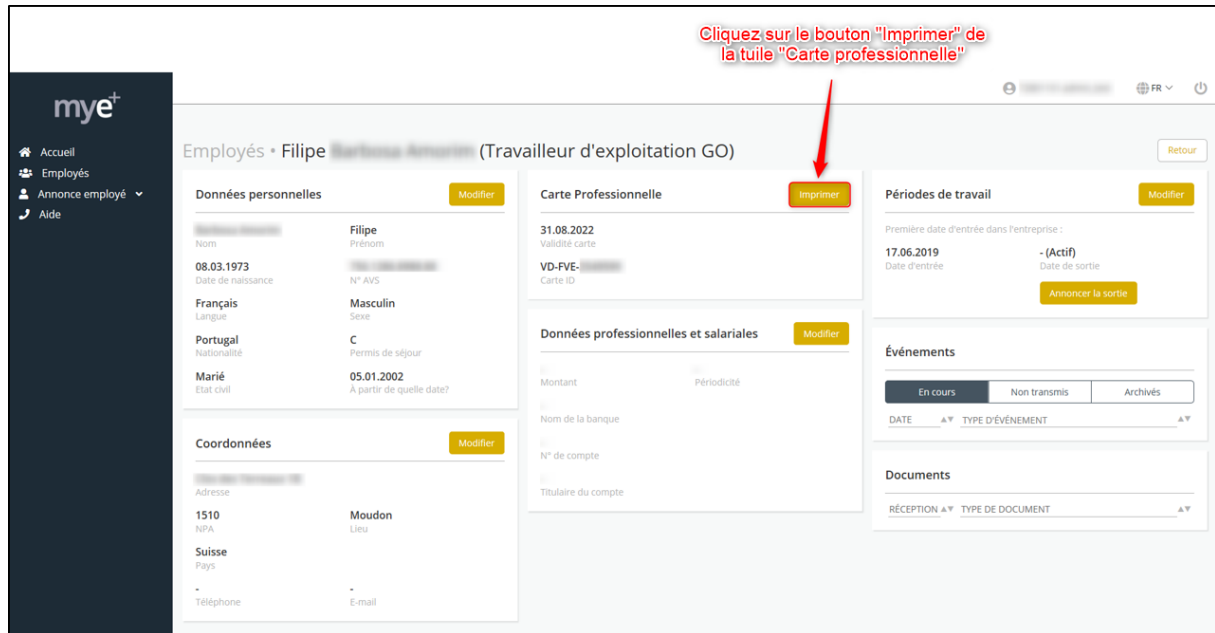 Cliquez sur le bouton "Imprimer" de
la tuile "Carte professionnelle"
mye+
FR
Accueil
Employés
Annonce employé
Aide
Employés • Filipe (Travailleur d'exploitation GO)
Retour
Données personnelles
Modifier
Nom
Filipe
Prénom
08.03.1973
Date de naissance
N° AVS
Français
Langue
Masculin
Sexe
Portugal
Nationalité
C
Permis de séjour
Marié
Etat civil
05.01.2002
À partir de quelle date?
Coordonnées
Modifier
Adresse
1510
NPA
Moudon
Lieu
Suisse
Pays
-
Téléphone
-
E-mail
Carte Professionnelle
Imprimer
31.08.2022
Validité carte
VD-FVE-
Carte ID
Données professionnelles et salariales
Modifier
Montant
Périodicité
Nom de la banque
N° de compte
Titulaire du compte
Périodes de travail
Modifier
Première date d'entrée dans l'entreprise :
17.06.2019
Date d'entrée
- (Actif)
Date de sortie
Annoncer la sortie
Événements
En cours
Non transmis
Archivés
DATE
TYPE D'ÉVÉNEMENT
Documents
RÉCEPTION
TYPE DE DOCUMENT